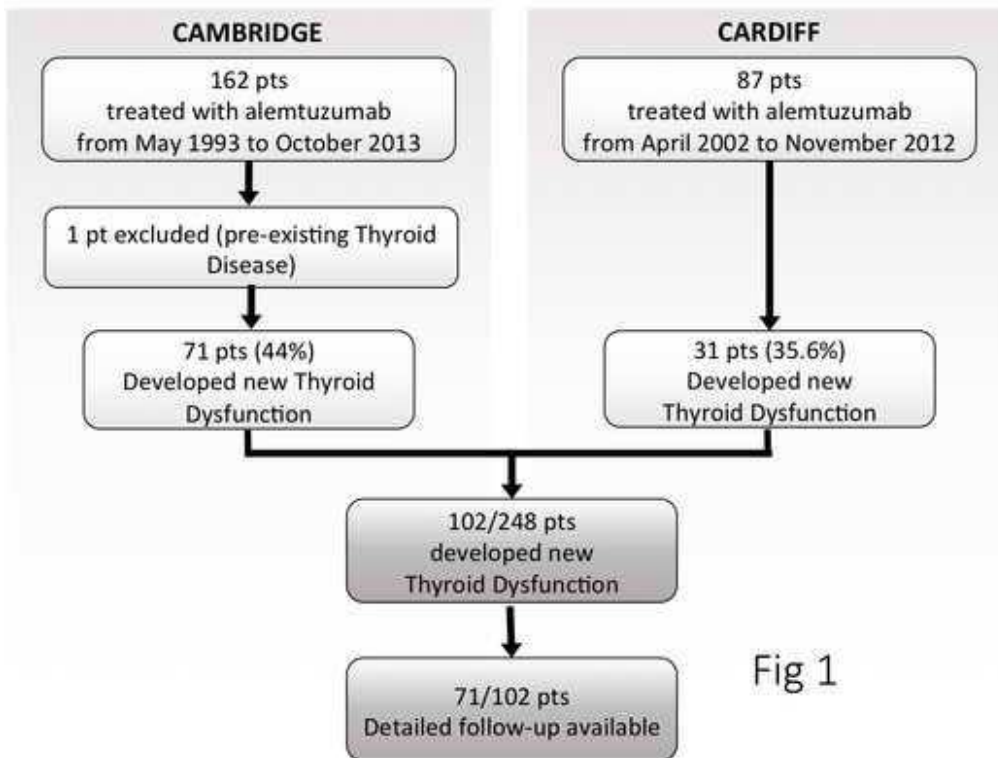 CAMBRIDGE
162 pts
treated with alemtuzumab
from May 1993 to October 2013
1 pt excluded (pre-existing Thyroid
Disease)
71 pts (44%)
Developed new Thyroid
Dysfunction
CARDIFF
87 pts
treated with alemtuzumab
from April 2002 to November 2012
31 pts (35.6%)
Developed new
Thyroid Dysfunction
102/248 pts
developed new
Thyroid Dysfunction
71/102 pts
Detailed follow-up available
Fig 1